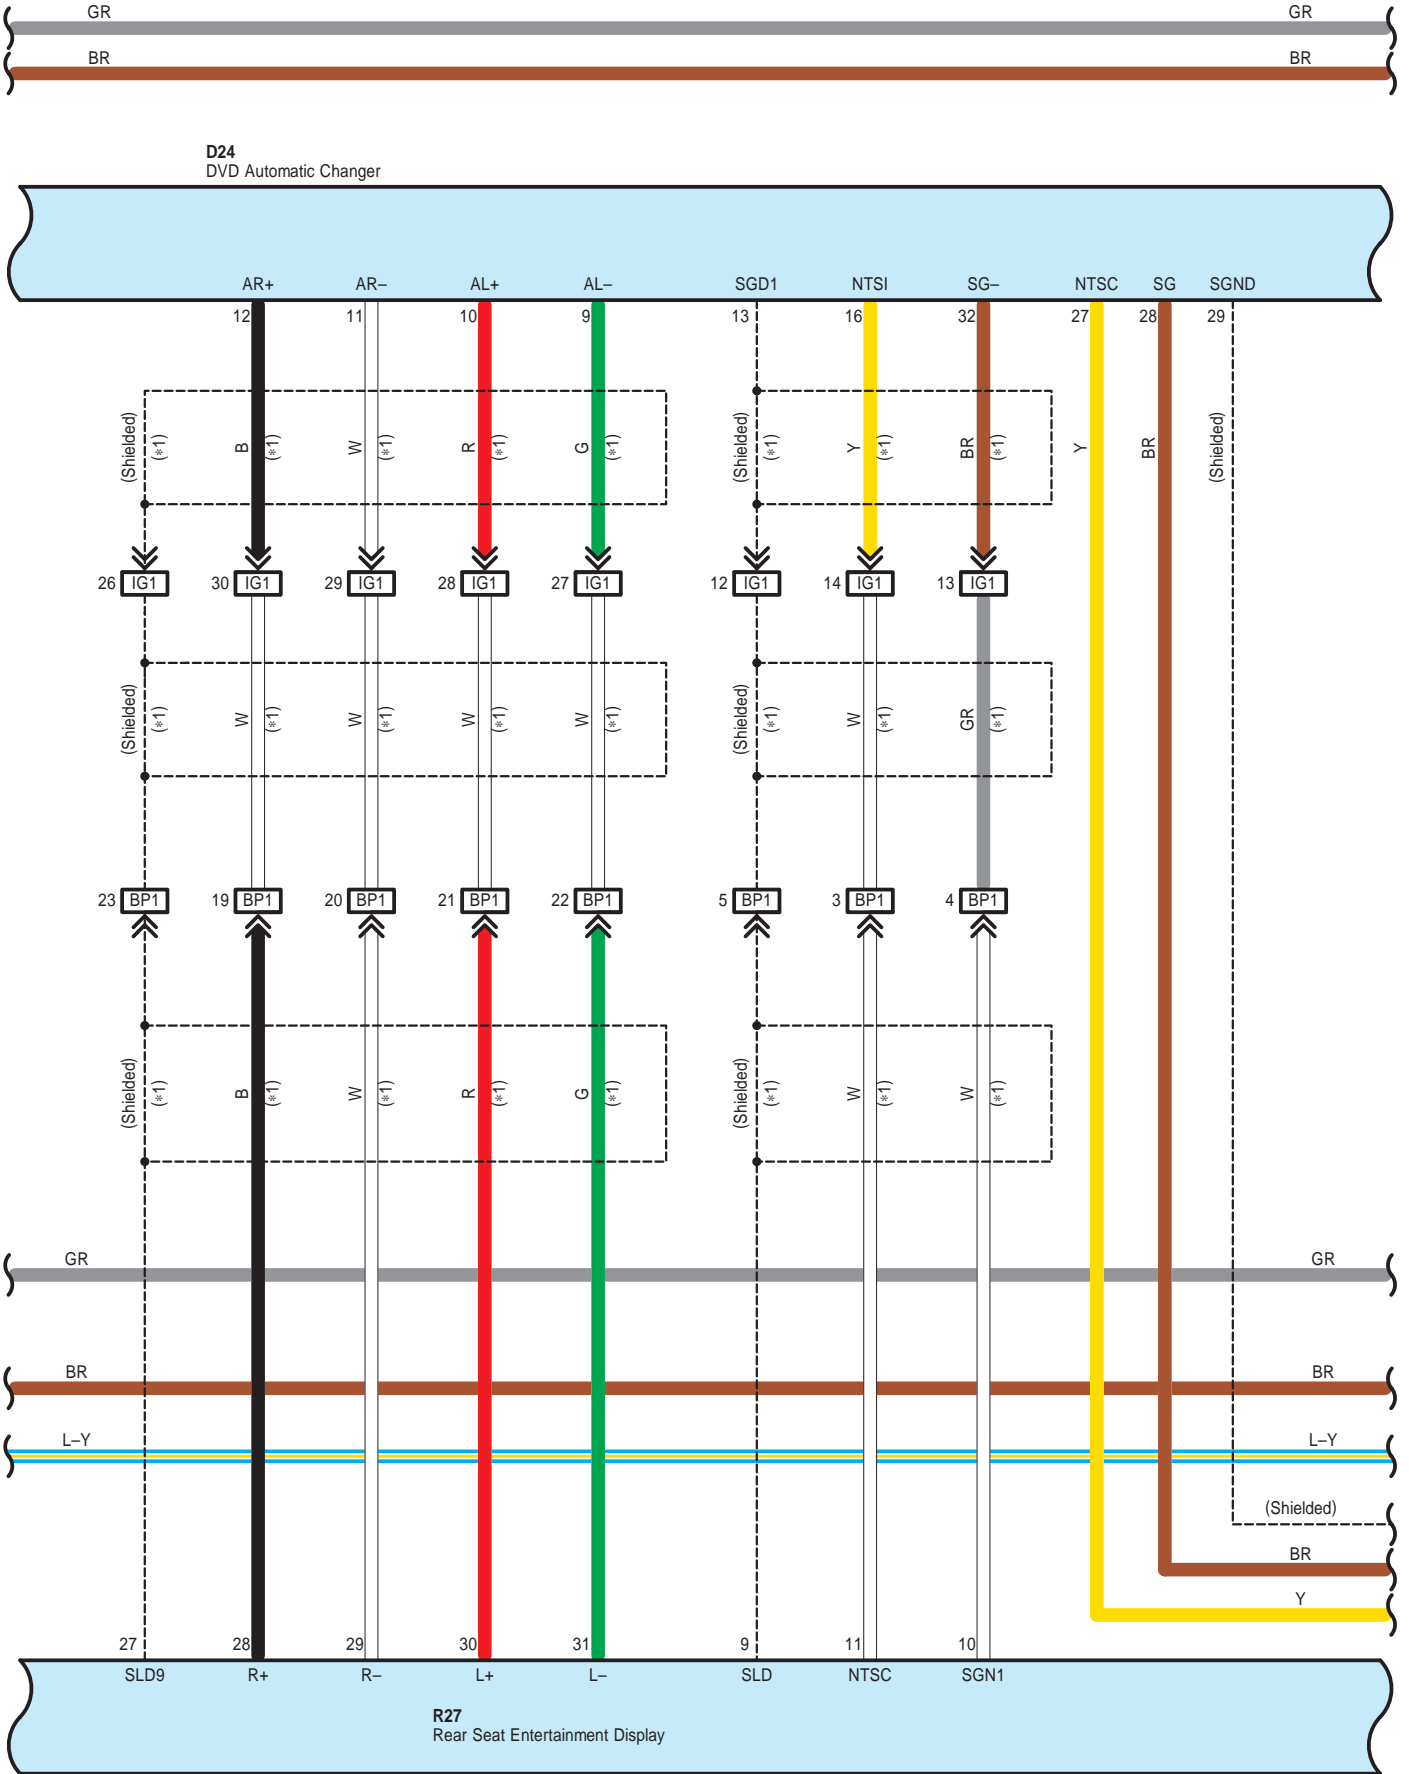 GR GR
BR BR
D24
DVD Automatic Changer
AR+ AR– AL+ AL– SGD1 NTSI SG– NTSC SG SGND
12 11 10 9 13 16 32 27 28 29
(Shielded) (*1) B (*1) W (*1) R (*1) G (*1) (Shielded) (*1) Y (*1) BR (*1) Y BR (Shielded)
26 IG1 30 IG1 29 IG1 28 IG1 27 IG1 12 IG1 14 IG1 13 IG1
(Shielded) (*1) W (*1) W (*1) W (*1) W (*1) (Shielded) (*1) W (*1) GR (*1)
23 BP1 19 BP1 20 BP1 21 BP1 22 BP1 5 BP1 3 BP1 4 BP1
(Shielded) (*1) B (*1) W (*1) R (*1) G (*1) (Shielded) (*1) W (*1) W (*1)
GR GR
BR BR
L–Y L–Y
(Shielded)
BR
Y
27 28 29 30 31 9 11 10
SLD9 R+ R– L+ L– SLD NTSC SGN1
R27
Rear Seat Entertainment Display